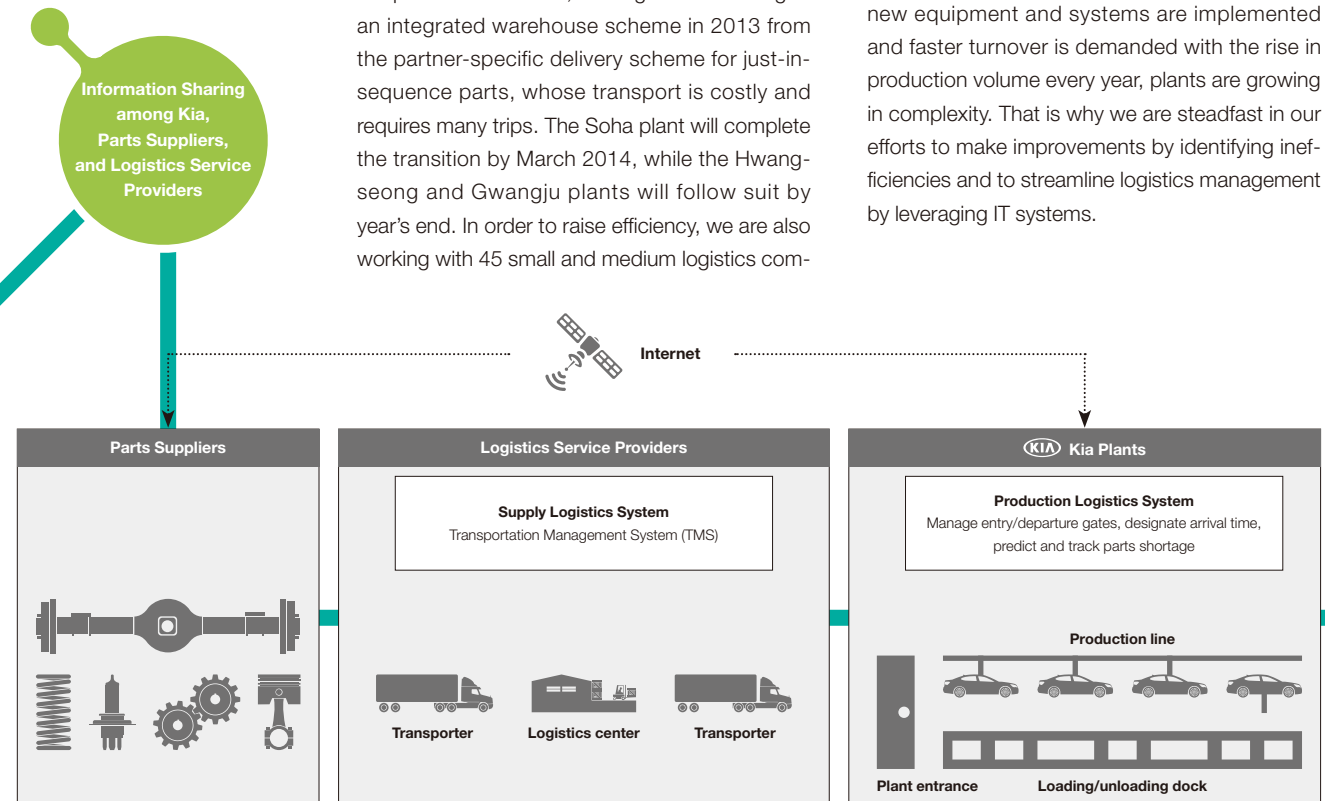 Information Sharing
among Kia,
Parts Suppliers,
and Logistics Service
Providers
an integrated warehouse scheme in 2013 from
the partner-specific delivery scheme for just-in-
sequence parts, whose transport is costly and
requires many trips. The Soha plant will complete
the transition by March 2014, while the Hwang-
seong and Gwangju plants will follow suit by
year's end. In order to raise efficiency, we are also
working with 45 small and medium logistics com-
new equipment and systems are implemented
and faster turnover is demanded with the rise in
production volume every year, plants are growing
in complexity. That is why we are steadfast in our
efforts to make improvements by identifying inef-
ficiencies and to streamline logistics management
by leveraging IT systems.
Internet
Parts Suppliers
Logistics Service Providers
Supply Logistics System
Transportation Management System (TMS)
Transporter
Logistics center
Transporter
KIA Kia Plants
Production Logistics System
Manage entry/departure gates, designate arrival time,
predict and track parts shortage
Production line
Plant entrance
Loading/unloading dock